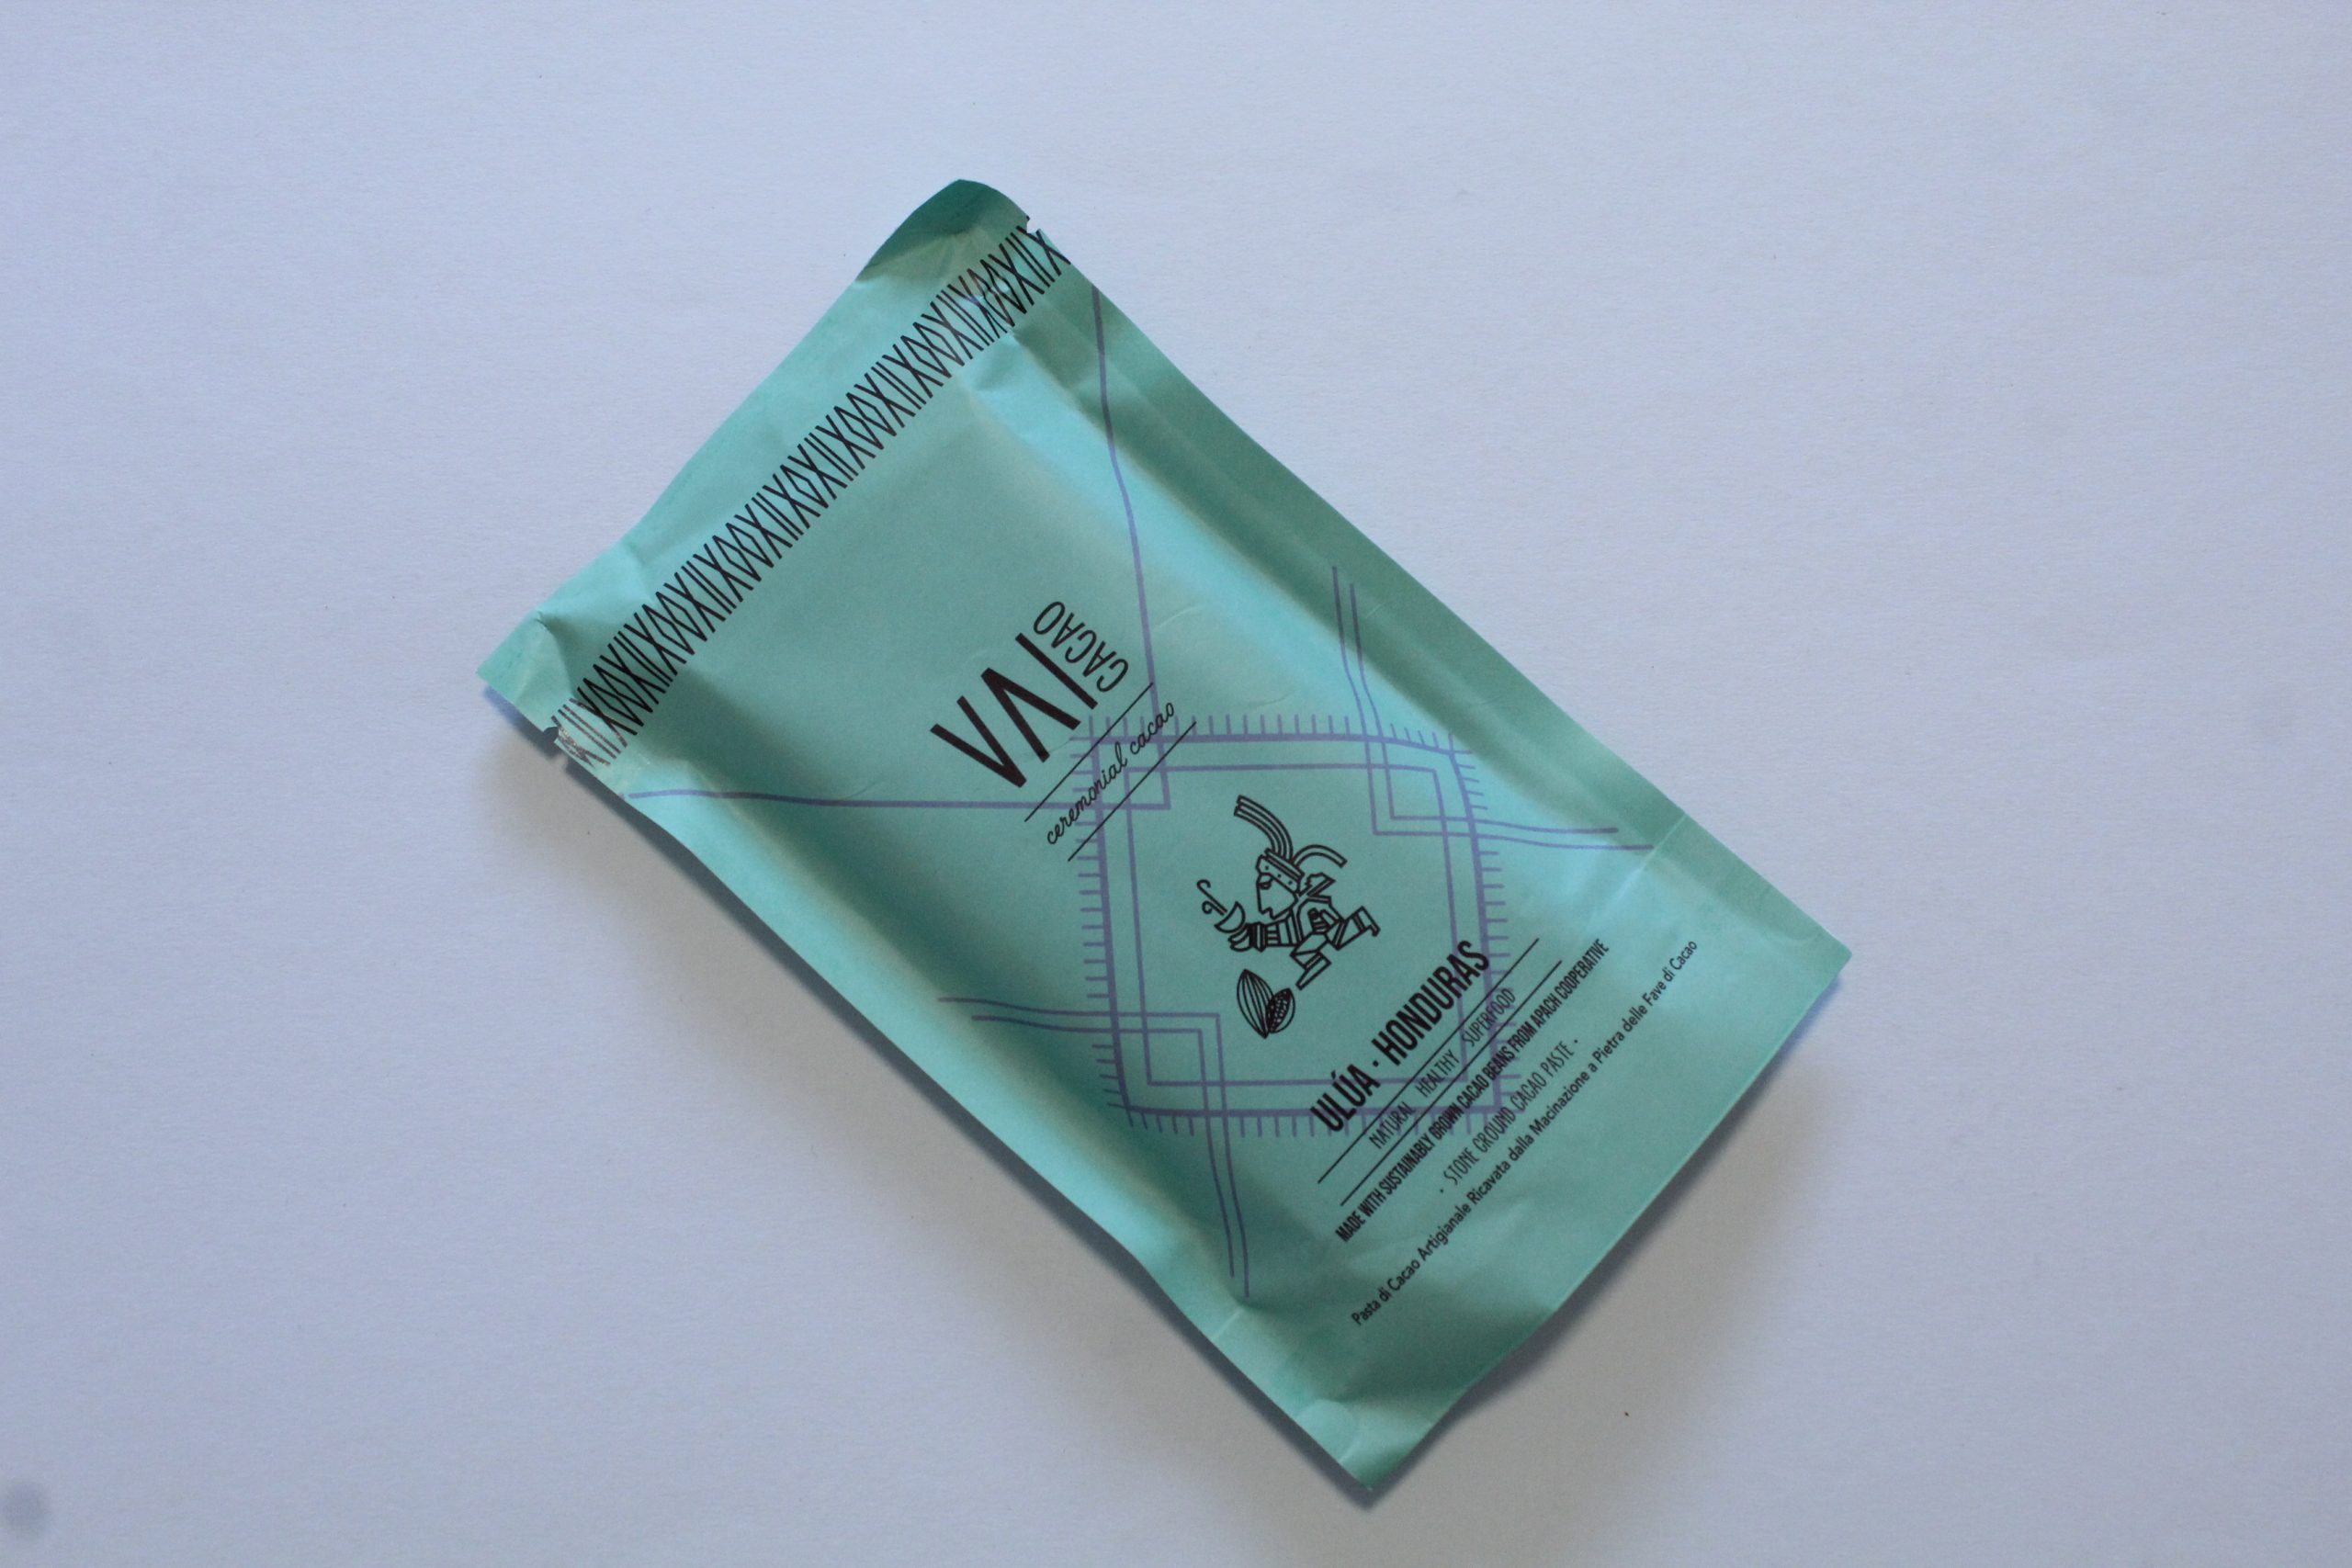 VAI
CACAO
ceremonial cacao
ULÚA · HONDURAS
NATURAL HEALTHY SUPERFOOD
MADE WITH SUSTAINABLY GROWN CACAO BEANS FROM APACH COOPERATIVE
· STONE GROUND CACAO PASTE ·
Pasta di Cacao Artigianale Ricavata dalla Macinazione a Pietra delle Fave di Cacao